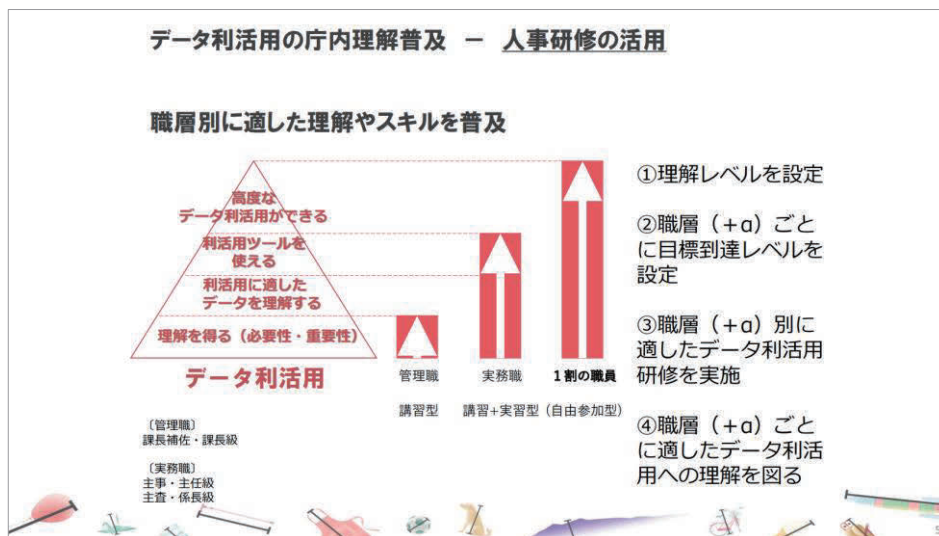 データ利活用の庁内理解普及 － 人事研修の活用
職層別に適した理解やスキルを普及
高度な
データ利活用ができる
利活用ツールを
使える
利活用に適した
データを理解する
理解を得る（必要性・重要性）
データ利活用
管理職
実務職
1割の職員
講習型
講習+実習型
（自由参加型）
〔管理職〕
課長補佐・課長級
〔実務職〕
主事・主任級
主査・係長級
①理解レベルを設定
②職層（+α）ごと
に目標到達レベルを
設定
③職層（+α）別に
適したデータ利活用
研修を実施
④職層（+α）ごと
に適したデータ利活
用への理解を図る